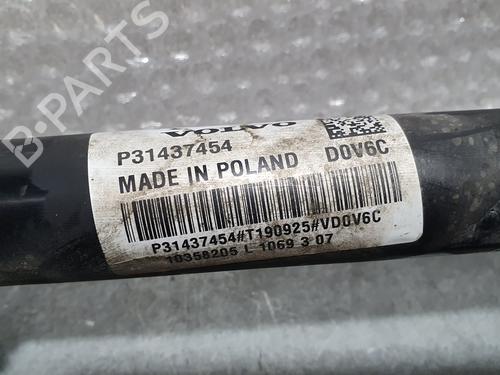 B-PARTS
VOLVO
P31437454
MADE IN POLAND D0V6C
P31437454#T190925#VD0V6C
10358205 L 1069 3 07